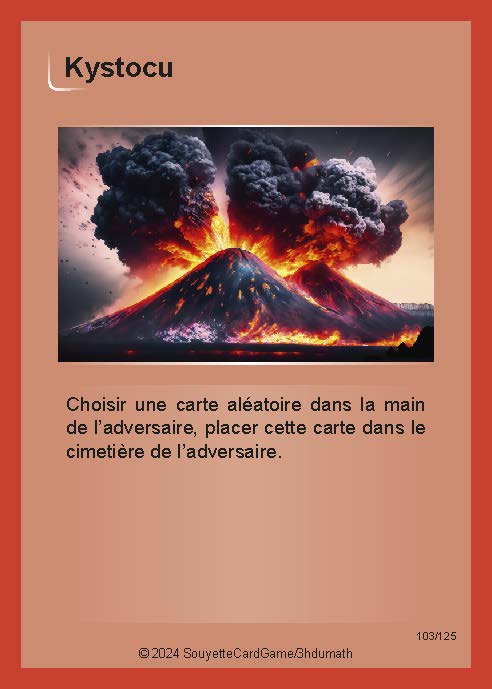 Kystocu
Choisir une carte aléatoire dans la main
de l’adversaire, placer cette carte dans le
cimetière de l’adversaire.
103/125
© 2024 SouyetteCardGame/3hdumath